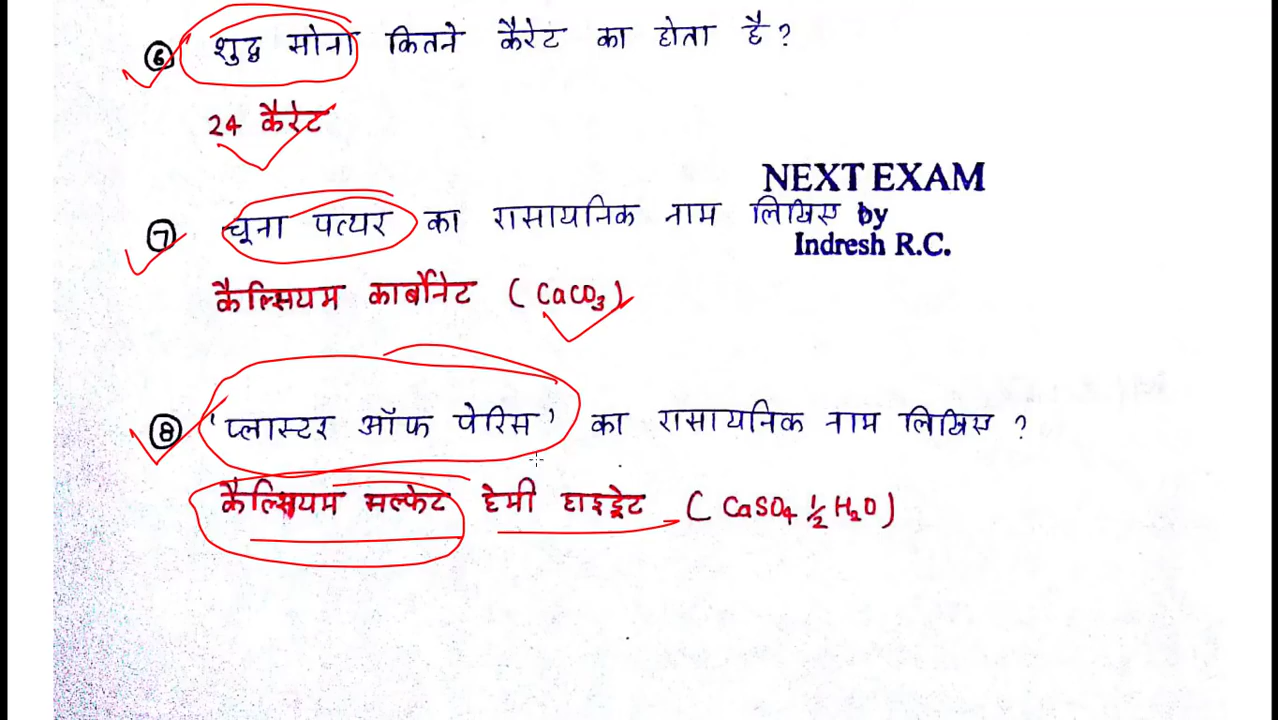 ⑥ शुद्ध सोना कितने कैरेट का होता है?
24 कैरेट
NEXT EXAM
⑦ चूना पत्थर का रासायनिक नाम लिखिए by
Indresh R.C.
कैल्सियम कार्बोनेट (CaCO₃)
⑧ 'प्लास्टर ऑफ पेरिस' का रासायनिक नाम लिखिए ?
कैल्सियम सल्फेट हेमी हाइड्रेट (CaSO₄ ½ H₂O)